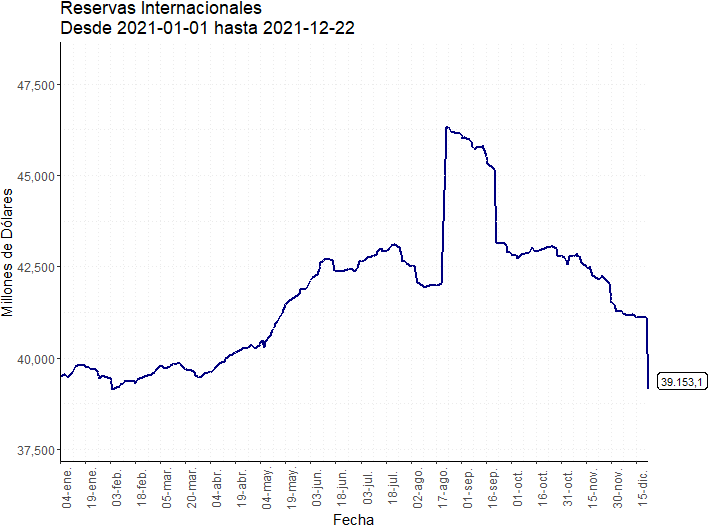 Reservas Internacionales
Desde 2021-01-01 hasta 2021-12-22
Millones de Dólares
47,500
45,000
42,500
40,000
37,500
39.153,1
04-ene.
19-ene.
03-feb.
18-feb.
05-mar.
20-mar.
04-abr.
19-abr.
04-may.
19-may.
03-jun.
18-jun.
03-jul.
18-jul.
02-ago.
17-ago.
01-sep.
16-sep.
01-oct.
16-oct.
31-oct.
15-nov.
30-nov.
15-dic.
Fecha